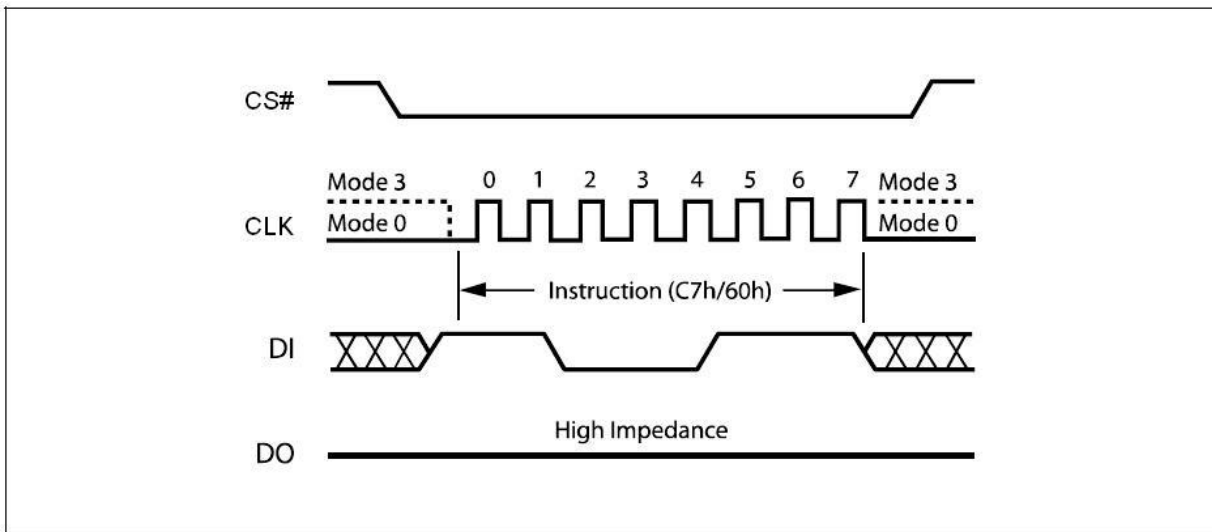 CS#
Mode 3 0 1 2 3 4 5 6 7 Mode 3
CLK Mode 0 Mode 0
Instruction (C7h/60h)
DI
High Impedance
DO